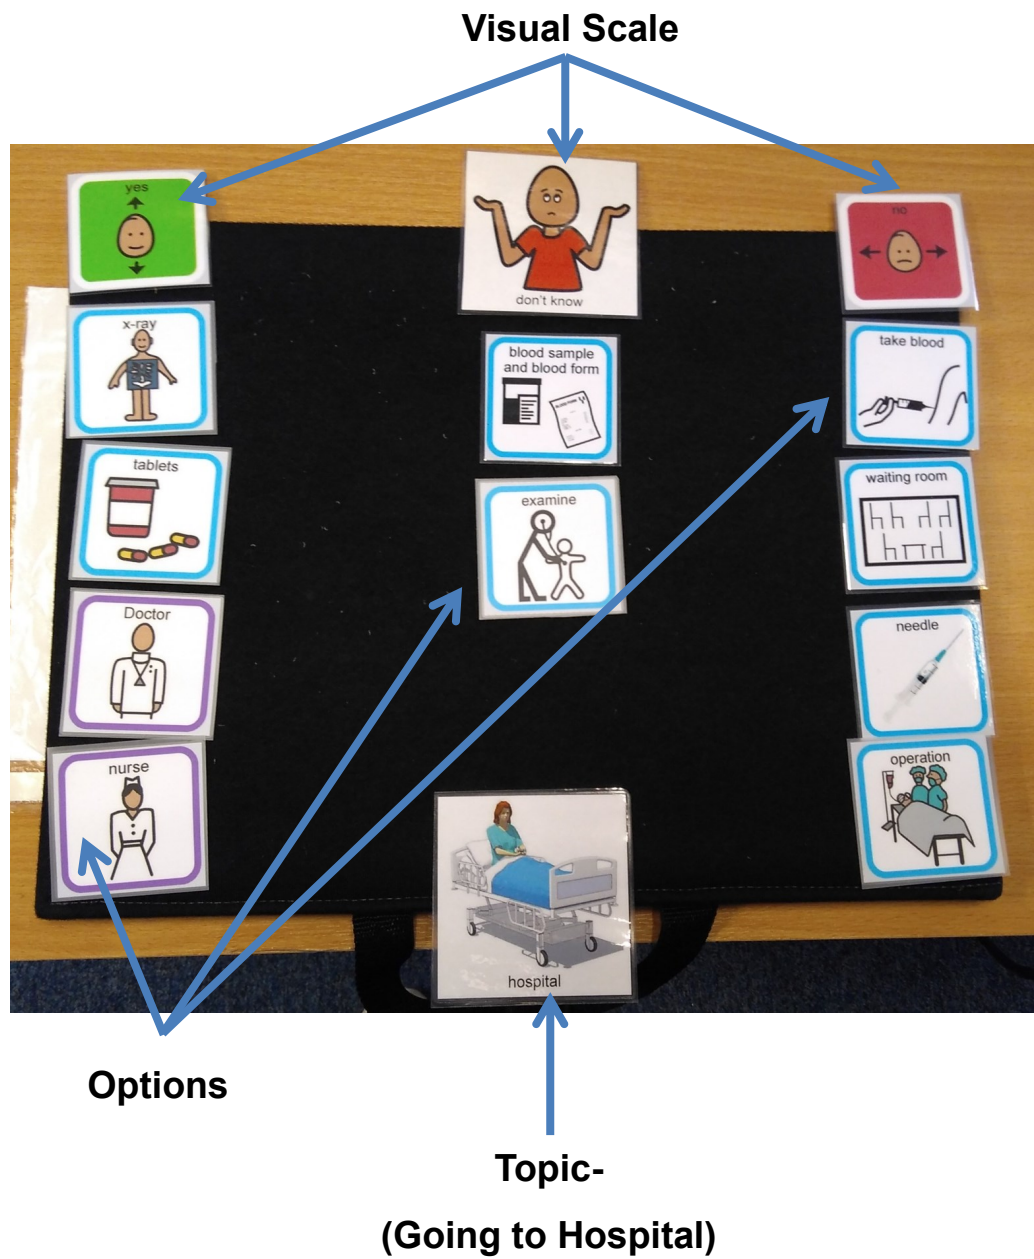 Visual Scale
yes
don't know
no
x-ray
blood sample
and blood form
take blood
tablets
examine
waiting room
Doctor
needle
nurse
operation
hospital
Options
Topic-
(Going to Hospital)